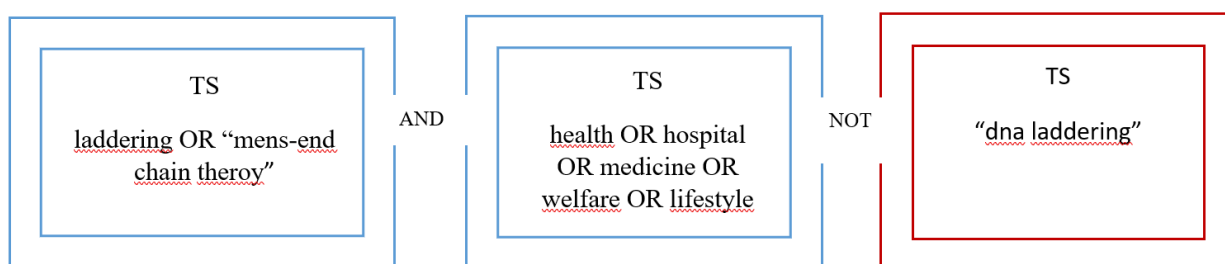 TS
laddering OR “mens-end
chain theroy”
AND
TS
health OR hospital
OR medicine OR
welfare OR lifestyle
NOT
TS
“dna laddering”